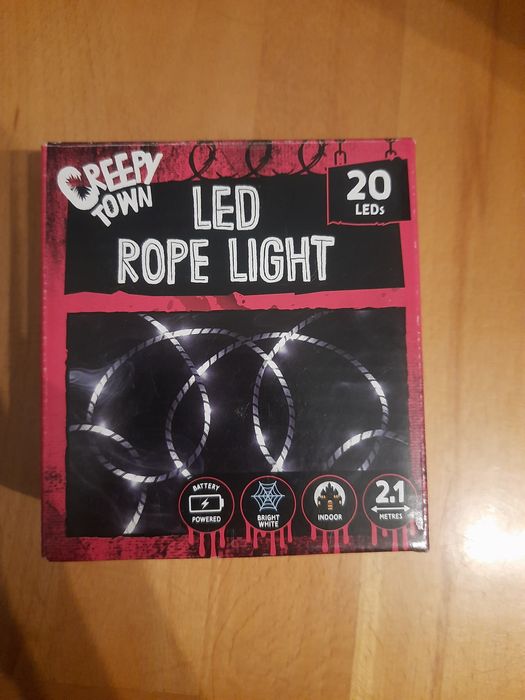 CREEPY
TOWN
LED
ROPE LIGHT
20
LEDs
BATTERY
POWERED
BRIGHT
WHITE
INDOOR
2.1
METRES